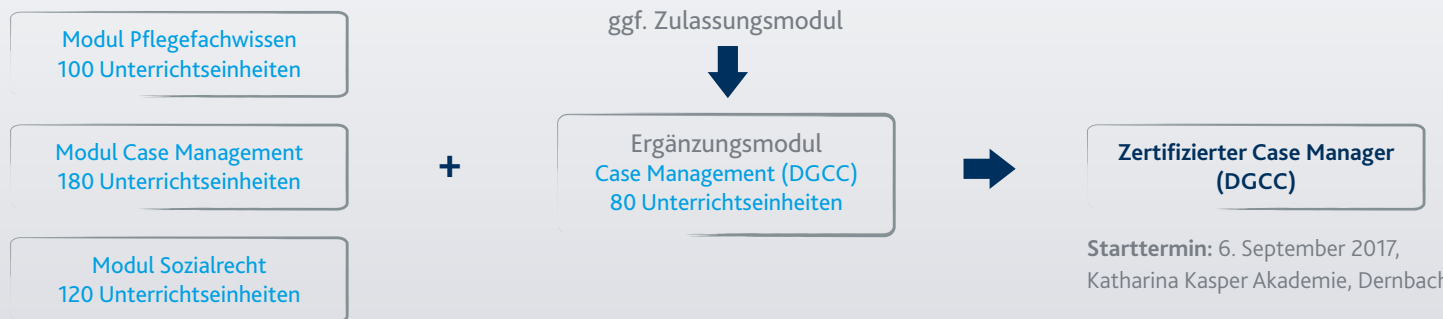 Modul Pflegefachwissen
100 Unterrichtseinheiten
Modul Case Management
180 Unterrichtseinheiten
Modul Sozialrecht
120 Unterrichtseinheiten
+
ggf. Zulassungsmodul
Ergänzungsmodul
Case Management (DGCC)
80 Unterrichtseinheiten
Zertifizierter Case Manager
(DGCC)
Starttermin: 6. September 2017,
Katharina Kasper Akademie, Dernbach